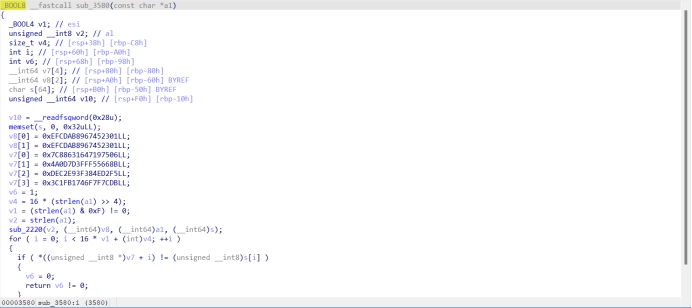 _BOOL8 __fastcall sub_3580(const char *a1)
{
_BOOL4 v1; // esi
unsigned __int8 v2; // al
size_t v4; // [rsp+38h] [rbp-C8h]
int i; // [rsp+60h] [rbp-A0h]
int v6; // [rsp+68h] [rbp-98h]
__int64 v7[4]; // [rsp+80h] [rbp-80h]
__int64 v8[2]; // [rsp+A0h] [rbp-60h] BYREF
char s[64]; // [rsp+B0h] [rbp-50h] BYREF
unsigned __int64 v10; // [rsp+F0h] [rbp-10h]
v10 = __readfsqword(0x28u);
memset(s, 0, 0x32uLL);
v8[0] = 0xEFCDAB8967452301LL;
v8[1] = 0xEFCDAB8967452301LL;
v7[0] = 0x7C88631647197506LL;
v7[1] = 0x4A0D7D3FFF55668BLL;
v7[2] = 0xDEC2E93F384ED2F5LL;
v7[3] = 0x3C1FB1746F7F7CDBLL;
v6 = 1;
v4 = 16 * (strlen(a1) >> 4);
v1 = (strlen(a1) & 0xF) != 0;
v2 = strlen(a1);
sub_2220(v2, (__int64)v8, (__int64)a1, (__int64)s);
for ( i = 0; i < 16 * v1 + (int)v4; ++i )
{
if ( *((unsigned __int8 *)v7 + i) != (unsigned __int8)s[i] )
{
v6 = 0;
return v6 != 0;
}
00003580 sub_3580:1 (3580)